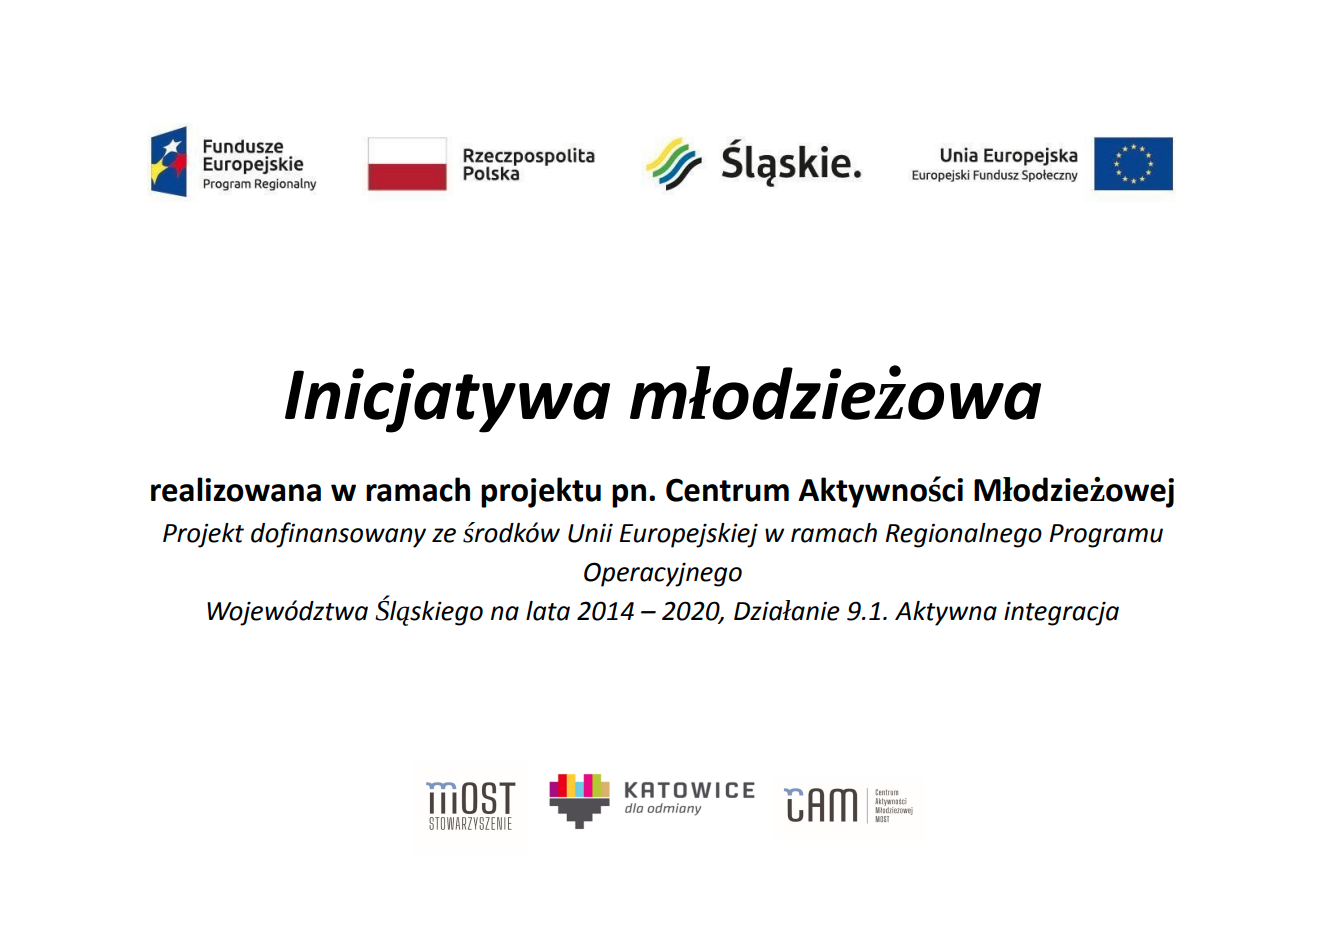 Fundusze
Europejskie
Program Regionalny
Rzeczpospolita
Polska
Śląskie.
Unia Europejska
Europejski Fundusz Społeczny
Inicjatywa młodzieżowa
realizowana w ramach projektu pn. Centrum Aktywności Młodzieżowej
Projekt dofinansowany ze środków Unii Europejskiej w ramach Regionalnego Programu
Operacyjnego
Województwa Śląskiego na lata 2014 – 2020, Działanie 9.1. Aktywna integracja
MOST
STOWARZYSZENIE
KATOWICE
dla odmiany
CAM
Centrum
Aktywności
Młodzieżowej
MOST